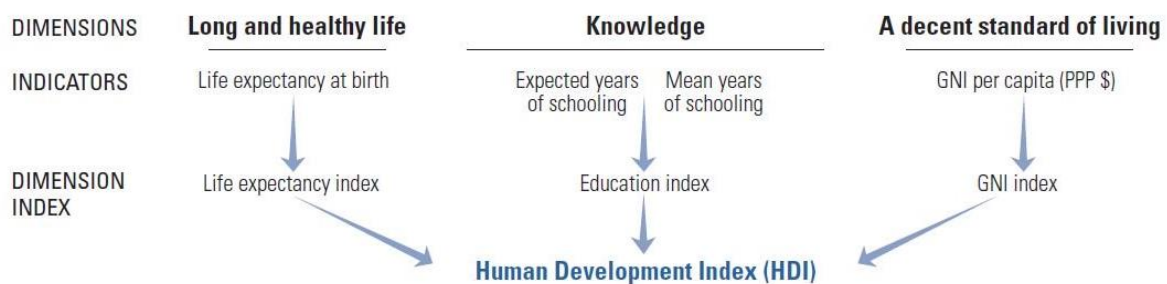 DIMENSIONS Long and healthy life Knowledge A decent standard of living
INDICATORS Life expectancy at birth Expected years of schooling Mean years of schooling GNI per capita (PPP $)
DIMENSION INDEX Life expectancy index Education index GNI index
Human Development Index (HDI)